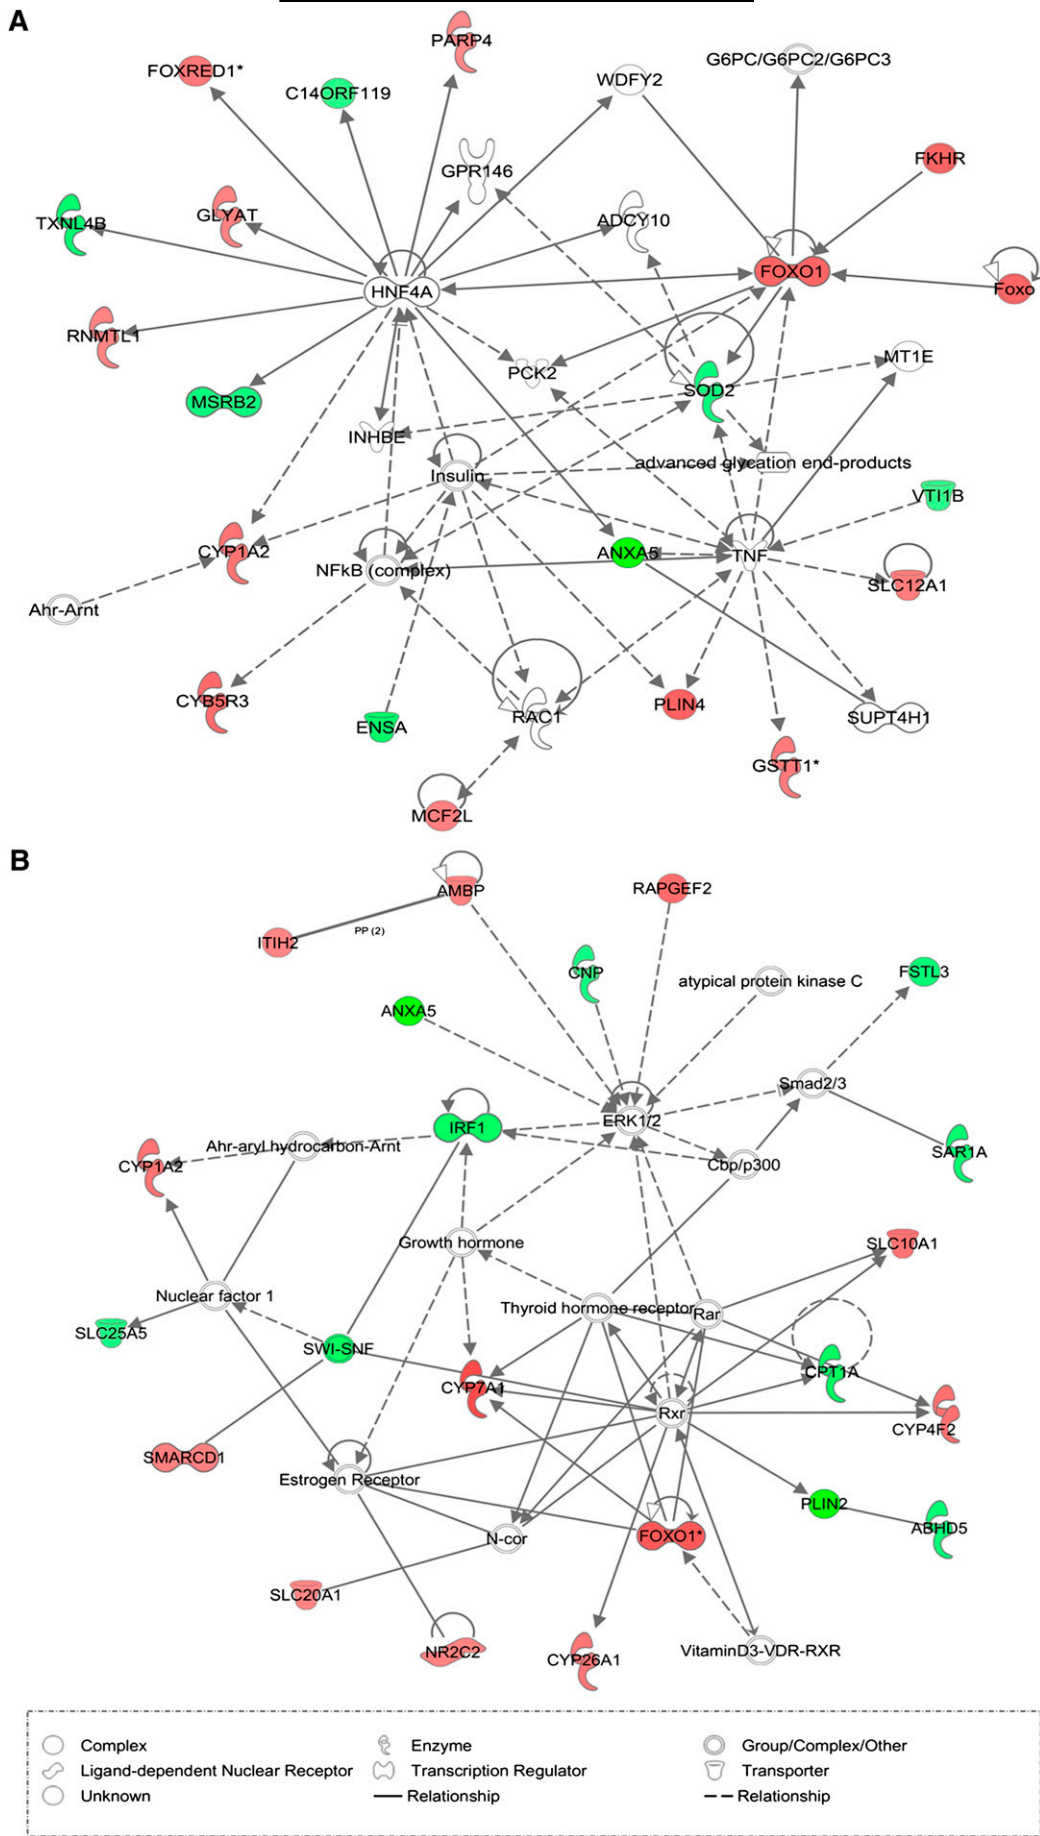 A
PARP4
FOXRED1*
G6PC/G6PC2/G6PC3
WDFY2
C14ORF119
FKHR
GPR146
GLYAT
ADCY10
TXNL4B
FOXO1
HNF4A
Foxo
RNMTL1
MT1E
PCK2
SOD2
MSRB2
INHBE
advanced glycation end-products
Insulin
VTI1B
CYP1A2
ANXA5
TNF
NFkB (complex)
SLC12A1
Ahr-Arnt
CYB5R3
PLIN4
RAC1
SUPT4H1
ENSA
GSTT1*
MCF2L
B
AMBP
RAPGEF2
PP (2)
ITIH2
CNP
FSTL3
atypical protein kinase C
ANXA5
Smad2/3
ERK1/2
IRF1
Ahr-aryl hydrocarbon-Arnt
SAR1A
CYP1A2
Cbp/p300
Growth hormone
SLC10A1
Nuclear factor 1
Thyroid hormone receptor
Rar
SLC25A5
SWI-SNF
CPT1A
CYP7A1
Rxr
CYP4F2
SMARCD1
Estrogen Receptor
PLIN2
ABHD5
N-cor
FOXO1*
SLC20A1
NR2C2
CYP26A1
VitaminD3-VDR-RXR
Complex
Enzyme
Group/Complex/Other
Ligand-dependent Nuclear Receptor
Transcription Regulator
Transporter
Unknown
Relationship
Relationship